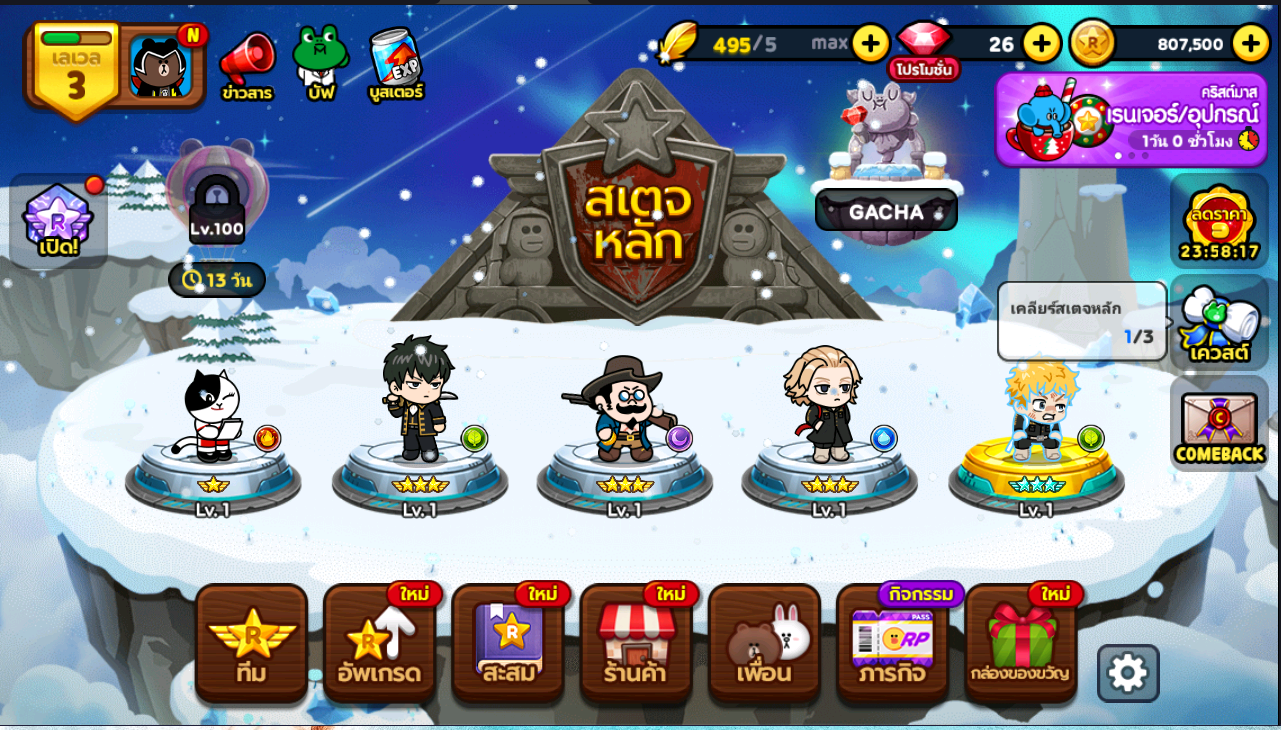 เลเวล
3
N
ข่าวสาร
บัฟ
EXP
บูสเตอร์
495/5
max
26
โปรโมชั่น
R
807,500
คริสต์มาส
เรนเจอร์/อุปกรณ์
1วัน 0 ชั่วโมง
R
เปิด!
Lv.100
13 วัน
สเตจ
หลัก
GACHA
ลดราคา
23:58:17
เคลียร์สเตจหลัก
1/3
เควสต์
C
COMEBACK
Lv.1
Lv.1
Lv.1
Lv.1
Lv.1
R
ทีม
ใหม่
R
อัพเกรด
ใหม่
R
สะสม
ใหม่
ร้านค้า
เพื่อน
กิจกรรม
PASS
RP
ภารกิจ
ใหม่
กล่องของขวัญ